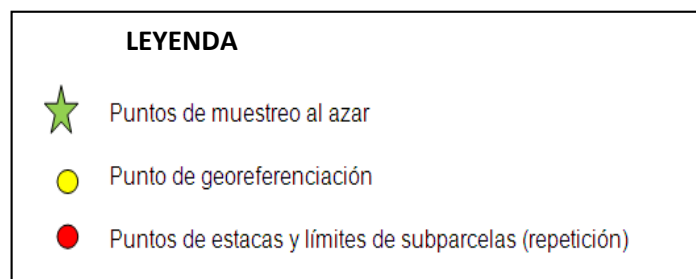 LEYENDA
Puntos de muestreo al azar
Punto de georeferenciación
Puntos de estacas y límites de subparcelas (repetición)